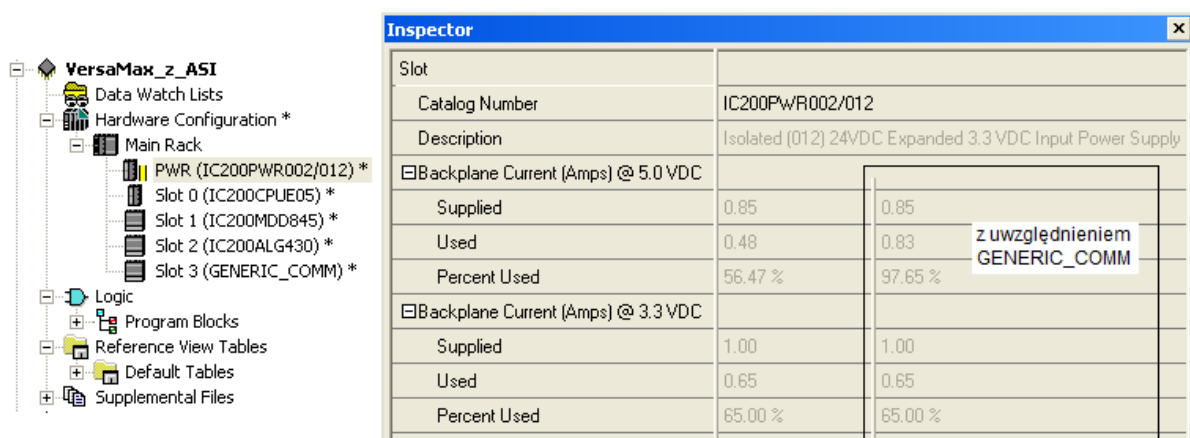 VersaMax_z_ASI
Data Watch Lists
Hardware Configuration *
Main Rack
PWR (IC200PWR002/012) *
Slot 0 (IC200CPUE05) *
Slot 1 (IC200MDD845) *
Slot 2 (IC200ALG430) *
Slot 3 (GENERIC_COMM) *
Logic
Program Blocks
Reference View Tables
Default Tables
Supplemental Files
Inspector
Slot
Catalog Number IC200PWR002/012
Description Isolated (012) 24VDC Expanded 3.3 VDC Input Power Supply
Backplane Current (Amps) @ 5.0 VDC
Supplied 0.85 0.85
Used 0.48 0.83
Percent Used 56.47 % 97.65 %
z uwzględnieniem
GENERIC_COMM
Backplane Current (Amps) @ 3.3 VDC
Supplied 1.00 1.00
Used 0.65 0.65
Percent Used 65.00 % 65.00 %